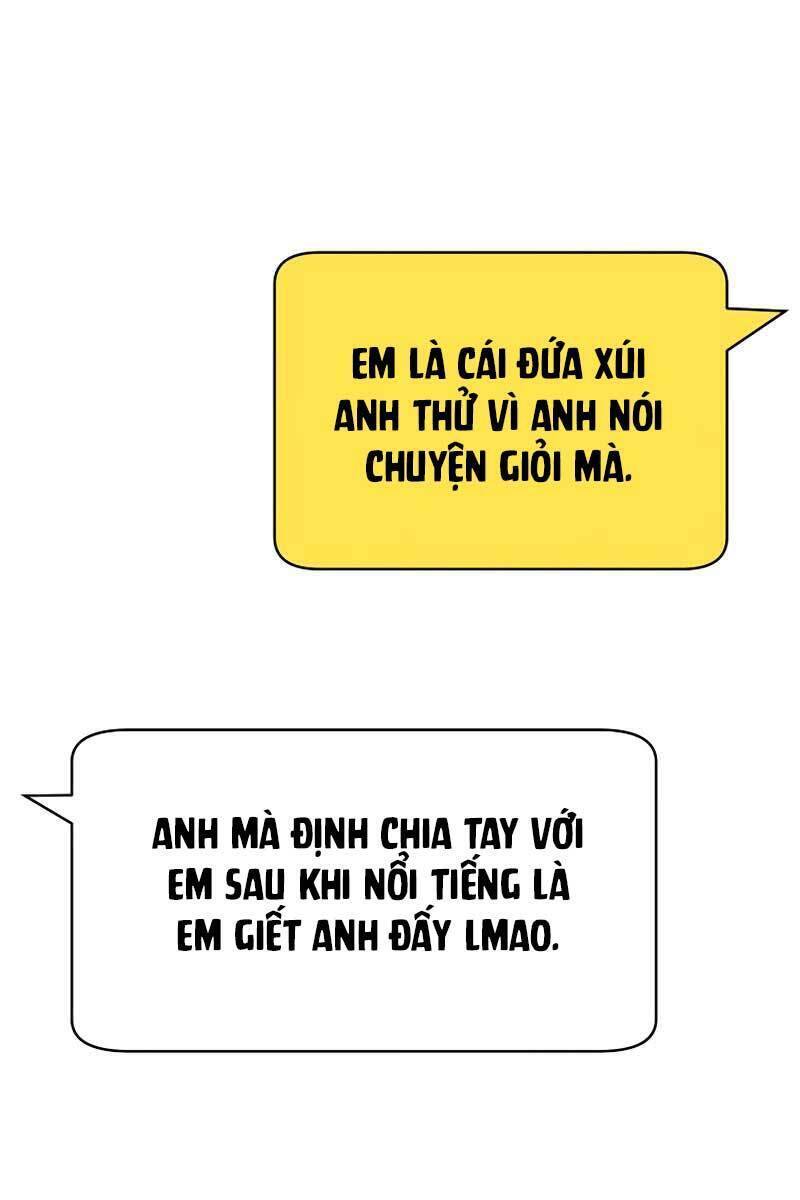 EM LÀ CÁI ĐỨA XÚI
ANH THỬ VÌ ANH NÓI
CHUYỆN GIỎI MÀ.
ANH MÀ ĐỊNH CHIA TAY VỚI
EM SAU KHI NỔI TIẾNG LÀ
EM GIẾT ANH ĐẤY LMAO.